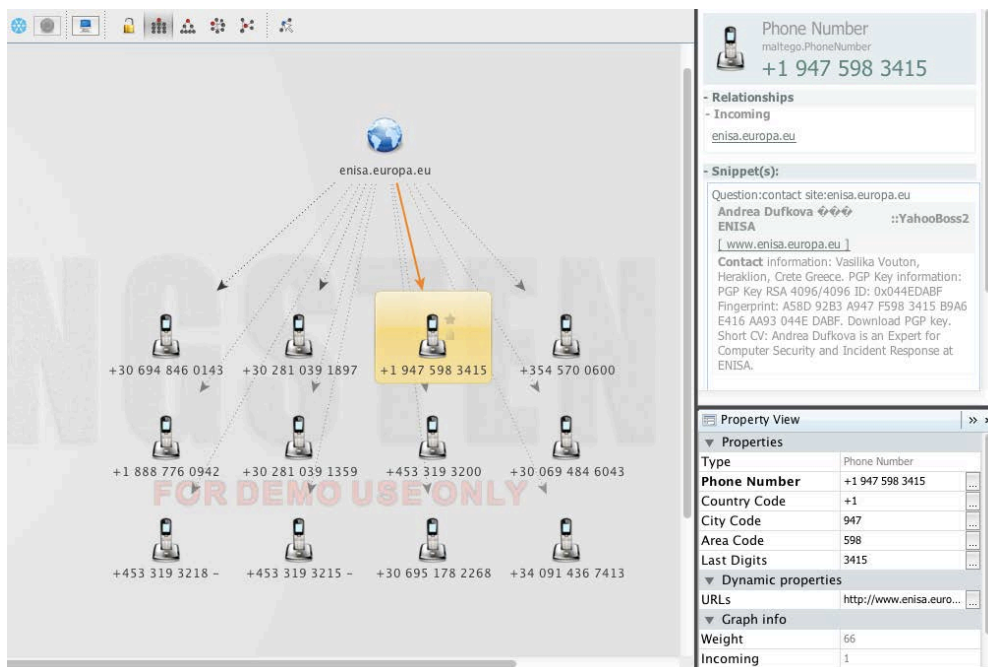 enisa.europa.eu
+30 694 846 0143
+30 281 039 1897
+1 947 598 3415
+354 570 0600
+1 888 776 0942
+30 281 039 1359
+453 319 3200
+30 069 484 6043
FOR DEMO USE ONLY
+453 319 3218 -
+453 319 3215 -
+30 695 178 2268
+34 091 436 7413
Phone Number
maltego.PhoneNumber
+1 947 598 3415
- Relationships
- Incoming
enisa.europa.eu
- Snippet(s):
Question:contact site:enisa.europa.eu
Andrea Dufkova ���
ENISA
::YahooBoss2
[ www.enisa.europa.eu ]
Contact information: Vasilika Vouton,
Heraklion, Crete Greece. PGP Key information:
PGP Key RSA 4096/4096 ID: 0x044EDABF
Fingerprint: A58D 92B3 A947 F598 3415 B9A6
E416 AA93 044E DABF. Download PGP key.
Short CV: Andrea Dufkova is an Expert for
Computer Security and Incident Response at
ENISA.
Property View
Properties
Type Phone Number
Phone Number +1 947 598 3415
Country Code +1
City Code 947
Area Code 598
Last Digits 3415
Dynamic properties
URLs http://www.enisa.euro...
Graph info
Weight 66
Incoming 1